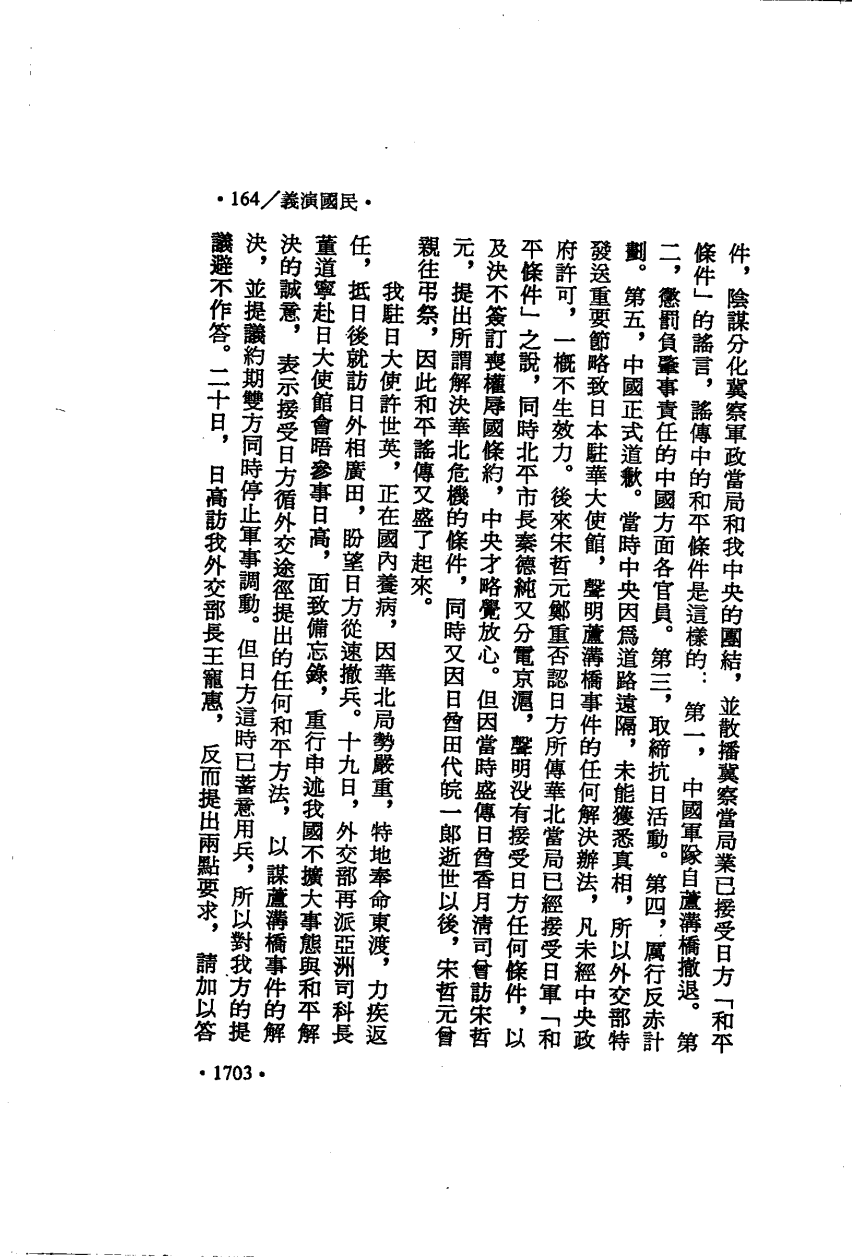 ·164／義演國民·
件，陰謀分化冀察軍政當局和我中央的團結，並散播冀察當局業已接受日方「和平
條件」的謠言，謠傳中的和平條件是這樣的：第一，中國軍隊自蘆溝橋撤退。第
二，懲罰負肇事責任的中國方面各官員。第三，取締抗日活動。第四，厲行反赤計
劃。第五，中國正式道歉。當時中央因爲道路遠隔，未能獲悉真相，所以外交部特
發送重要節略致日本駐華大使館，聲明蘆溝橋事件的任何解決辦法，凡未經中央政
府許可，一概不生效力。後來宋哲元鄭重否認日方所傳華北當局已經接受日軍「和
平條件」之說，同時北平市長秦德純又分電京滬，聲明没有接受日方任何條件，以
及決不簽訂喪權辱國條約，中央才略覺放心。但因當時盛傳日酋香月清司曾訪宋哲
元，提出所謂解決華北危機的條件，同時又因日酋田代皖一郎逝世以後，宋哲元曾
親往弔祭，因此和平謠傳又盛了起來。
我駐日大使許世英，正在國內養病，因華北局勢嚴重，特地奉命東渡，力疾返
任，抵日後就訪日外相廣田，盼望日方從速撤兵。十九日，外交部再派亞洲司科長
董道寧赴日大使館會晤參事日高，面致備忘錄，重行申述我國不擴大事態與和平解
決的誠意，表示接受日方循外交途徑提出的任何和平方法，以謀蘆溝橋事件的解
決，並提議約期雙方同時停止軍事調動。但日方這時已蓄意用兵，所以對我方的提
議避不作答。二十日，日高訪我外交部長王寵惠，反而提出兩點要求，請加以答
·1703·